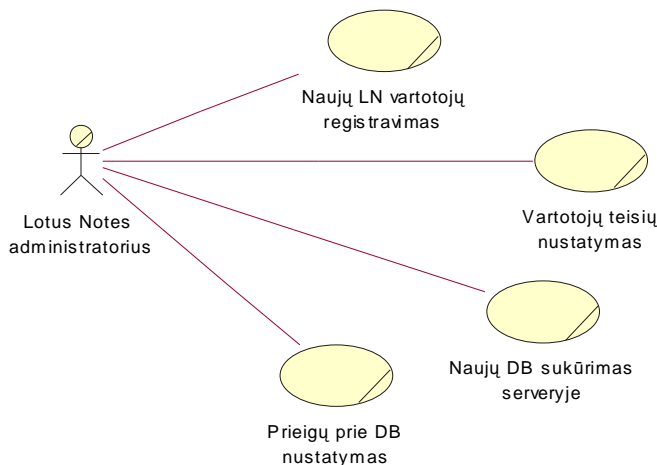 Naujų LN vartotojų
registravimas
Lotus Notes
administratorius
Vartotojų teisių
nustatymas
Naujų DB sukūrimas
serveryje
Prieigų prie DB
nustatymas